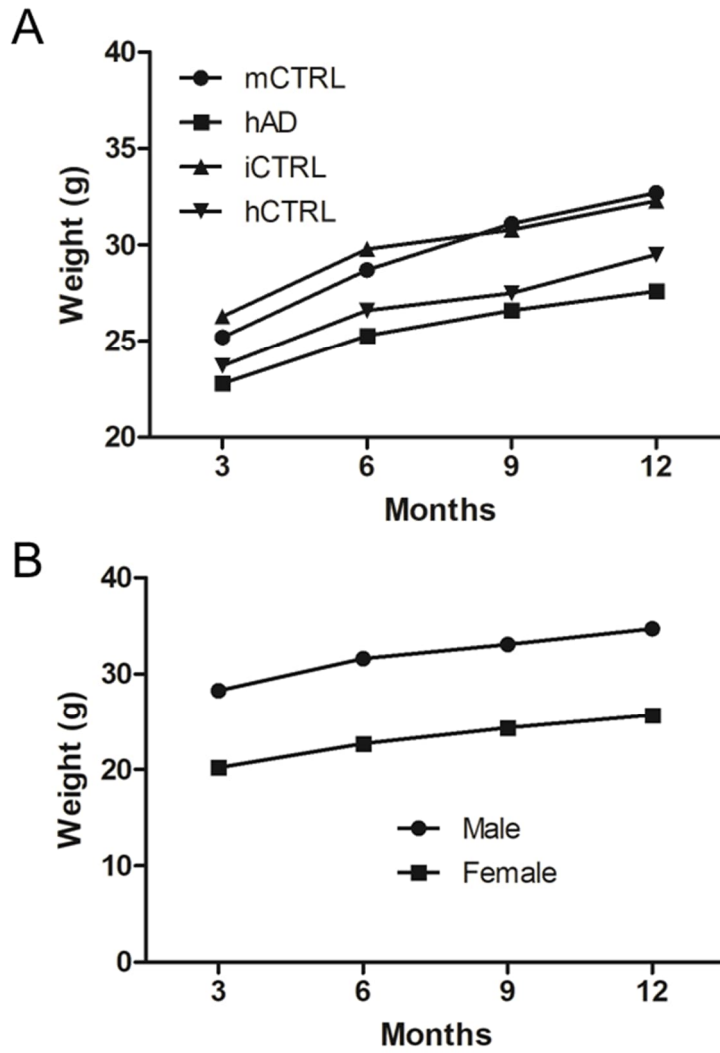 A
40
mCTRL
hAD
35
iCTRL
hCTRL
30
Weight (g)
25
20
3 6 9 12
Months
B
40
30
Weight (g)
20
Male
10
Female
0
3 6 9 12
Months